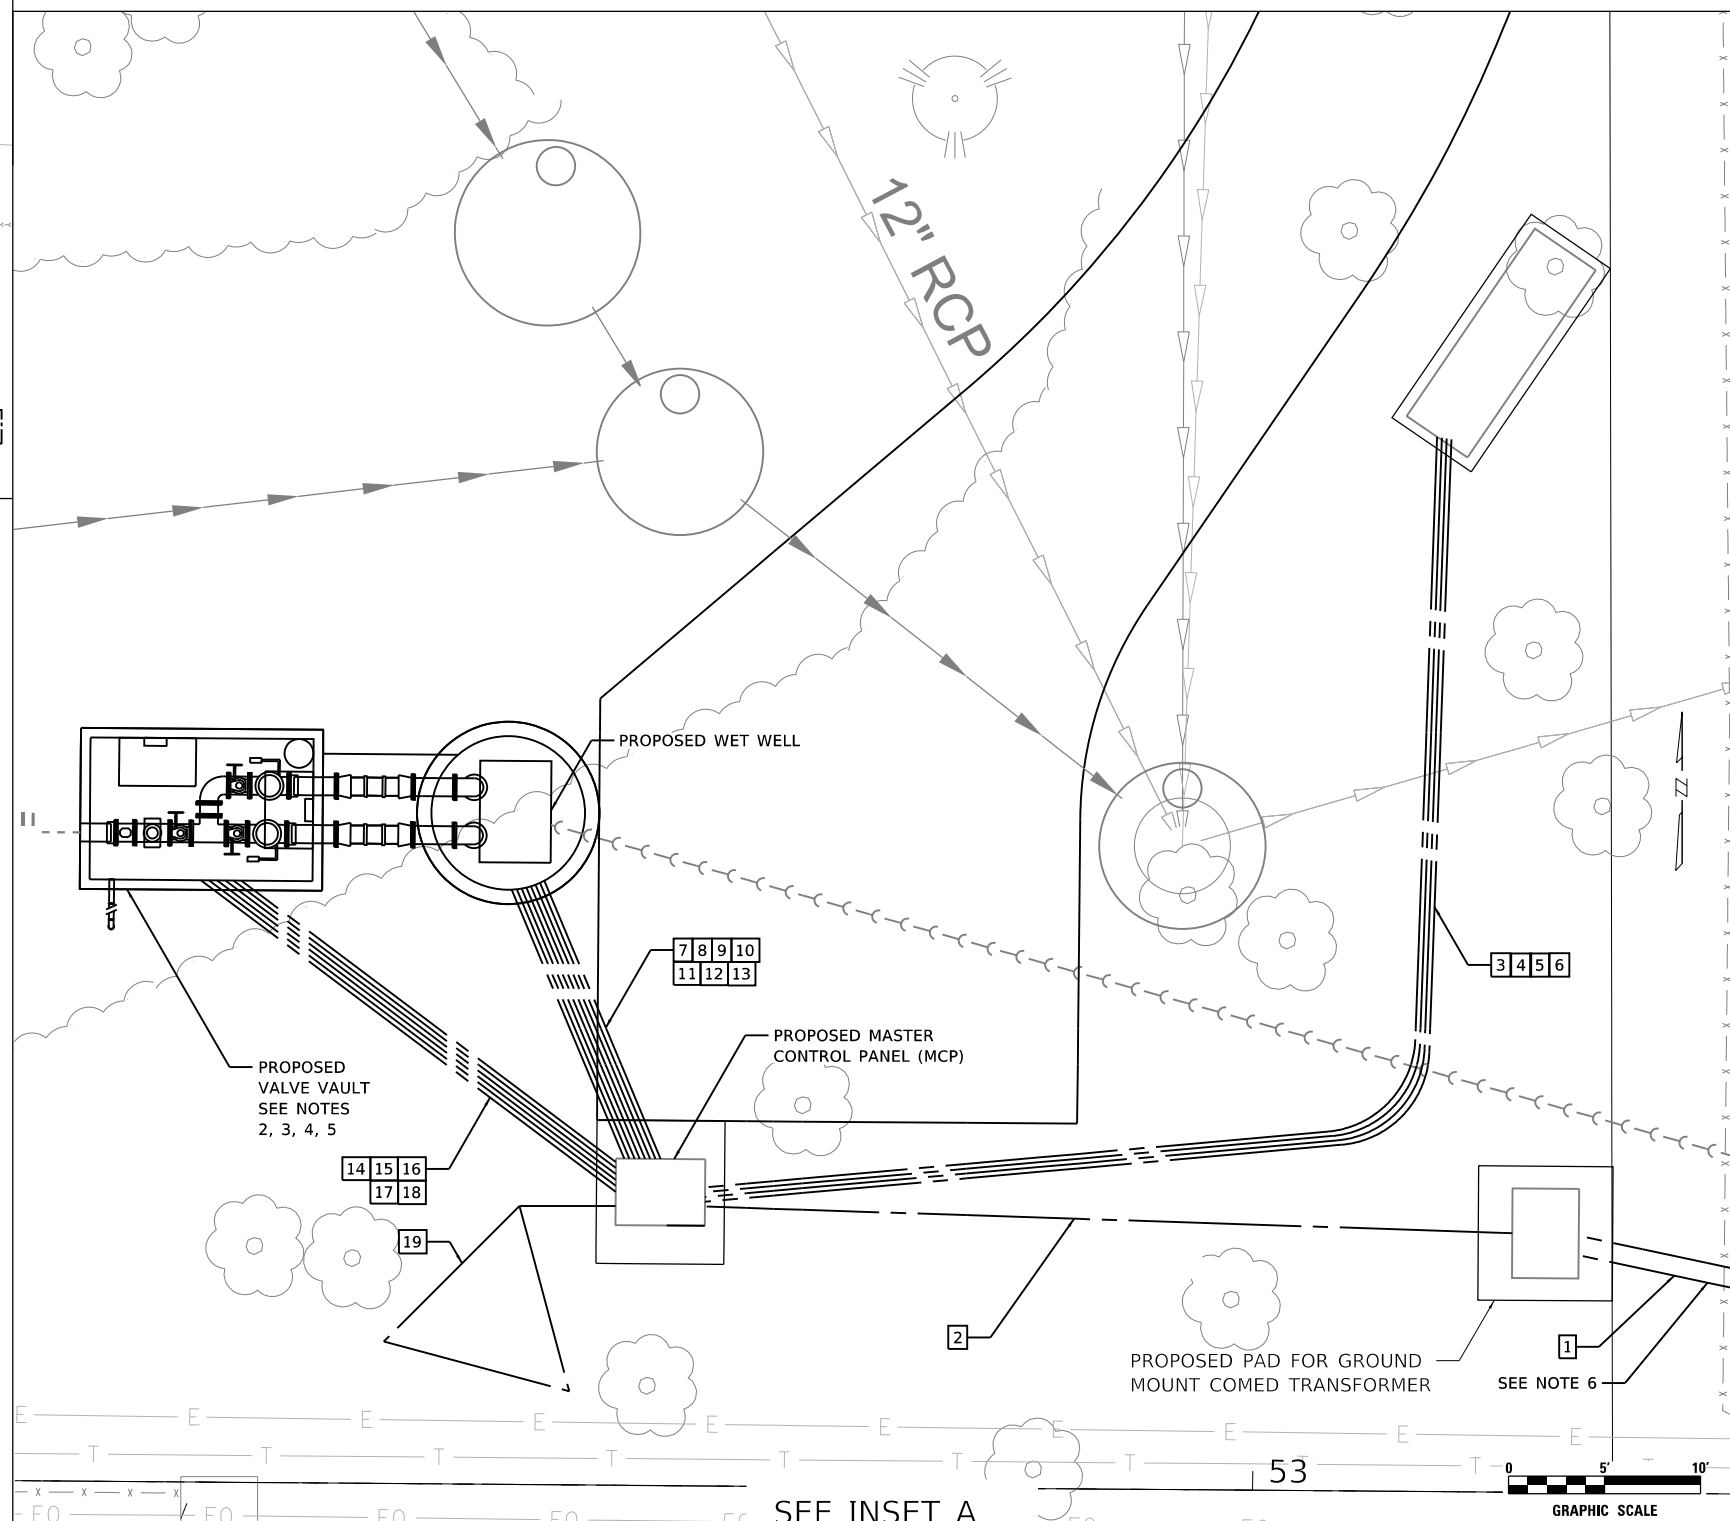 12" RCP
PROPOSED WET WELL
7 8 9 10
11 12 13
3 4 5 6
PROPOSED MASTER
CONTROL PANEL (MCP)
PROPOSED
VALVE VAULT
SEE NOTES
2, 3, 4, 5
14 15 16
17 18
19
2
1
PROPOSED PAD FOR GROUND
MOUNT COMED TRANSFORMER
SEE NOTE 6
E E E E E E E E E E
T T T T T T T T T
53
0 5' 10'
GRAPHIC SCALE
x x x x x
SEE INSET A
N